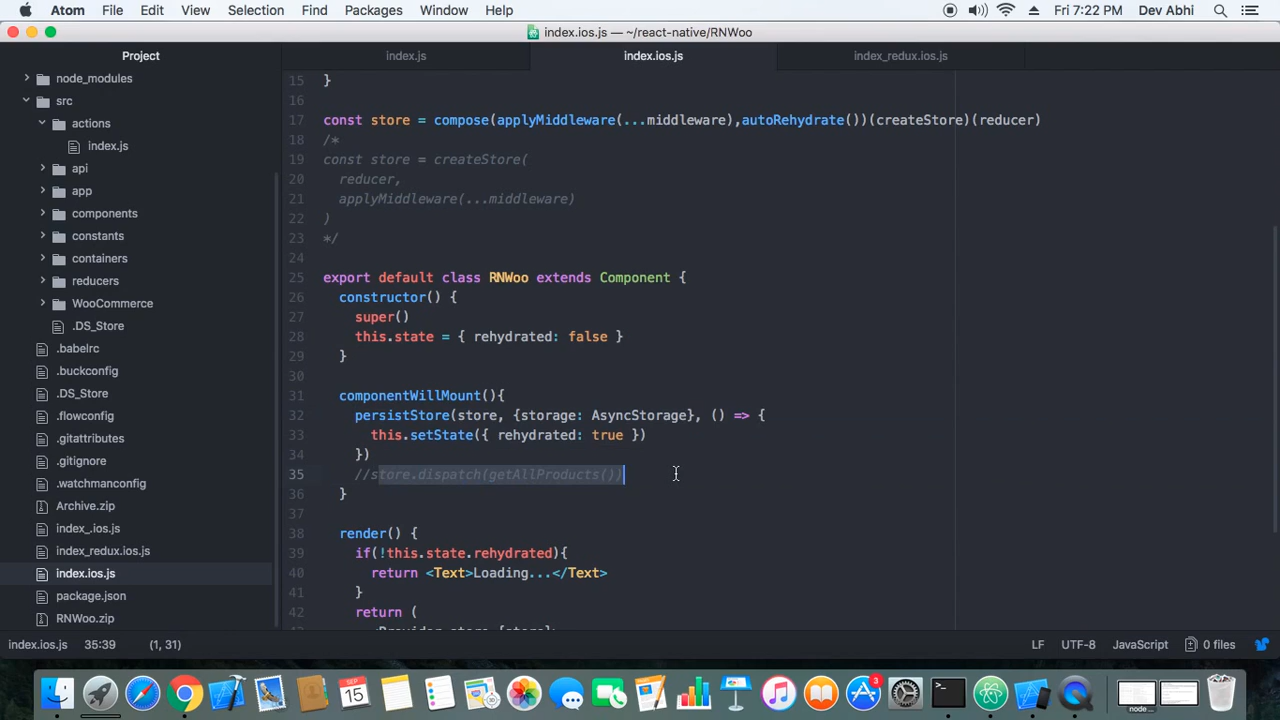 Atom File Edit View Selection Find Packages Window Help Fri 7:22 PM Dev Abhi
index.ios.js — ~/react-native/RNWoo
Project
index.js
index.ios.js
index_redux.ios.js
node_modules
src
actions
index.js
api
app
components
constants
containers
reducers
WooCommerce
.DS_Store
.babelrc
.buckconfig
.DS_Store
.flowconfig
.gitattributes
.gitignore
.watchmanconfig
Archive.zip
index_.ios.js
index_redux.ios.js
index.ios.js
package.json
RNWoo.zip
15 }
16
17 const store = compose(applyMiddleware(...middleware),autoRehydrate())(createStore)(reducer)
18 /*
19 const store = createStore(
20 reducer,
21 applyMiddleware(...middleware)
22 )
23 */
24
25 export default class RNWoo extends Component {
26 constructor() {
27 super()
28 this.state = { rehydrated: false }
29 }
30
31 componentWillMount(){
32 persistStore(store, {storage: AsyncStorage}, () => {
33 this.setState({ rehydrated: true })
34 })
35 //store.dispatch(getAllProducts())
36 }
37
38 render() {
39 if(!this.state.rehydrated){
40 return <Text>Loading...</Text>
41 }
42 return (
<Provider store={store}>
index.ios.js 35:39 (1, 31) LF UTF-8 JavaScript 0 files
SEP
15
3